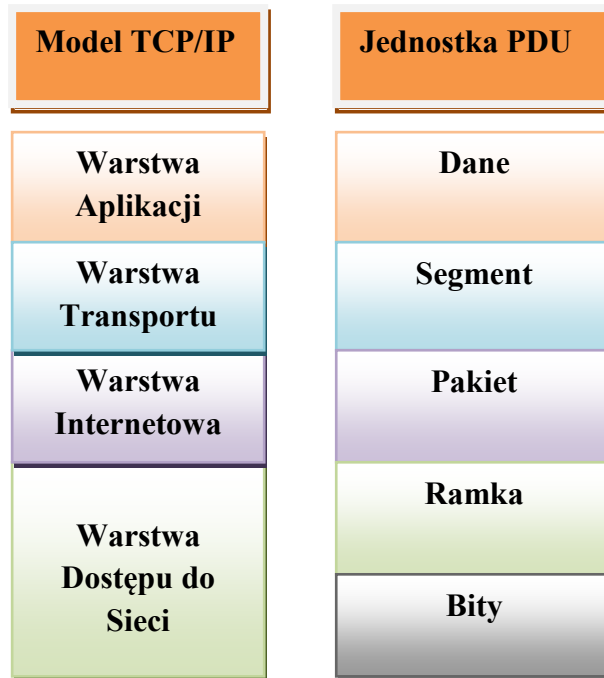 Model TCP/IP
Jednostka PDU
Warstwa
Aplikacji
Dane
Warstwa
Transportu
Segment
Warstwa
Internetowa
Pakiet
Warstwa
Dostępu do
Sieci
Ramka
Bity